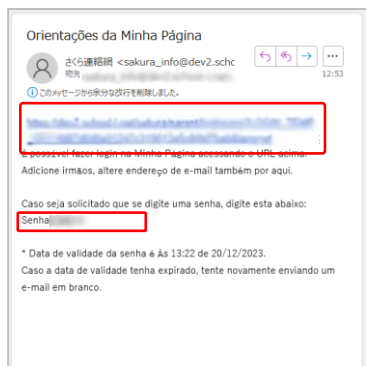 Orientações da Minha Página
さくら連絡網 <sakura_info@dev2.schc
宛先
12:53
このメッセージから余分な改行を削除しました。
É possível fazer login na Minha Página acessando o URL acima.
Adicione irmãos, altere endereço de e-mail também por aqui.
Caso seja solicitado que se digite uma senha, digite esta abaixo:
Senha
* Data de validade da senha é Às 13:22 de 20/12/2023.
Caso a data de validade tenha expirado, tente novamente enviando um
e-mail em branco.